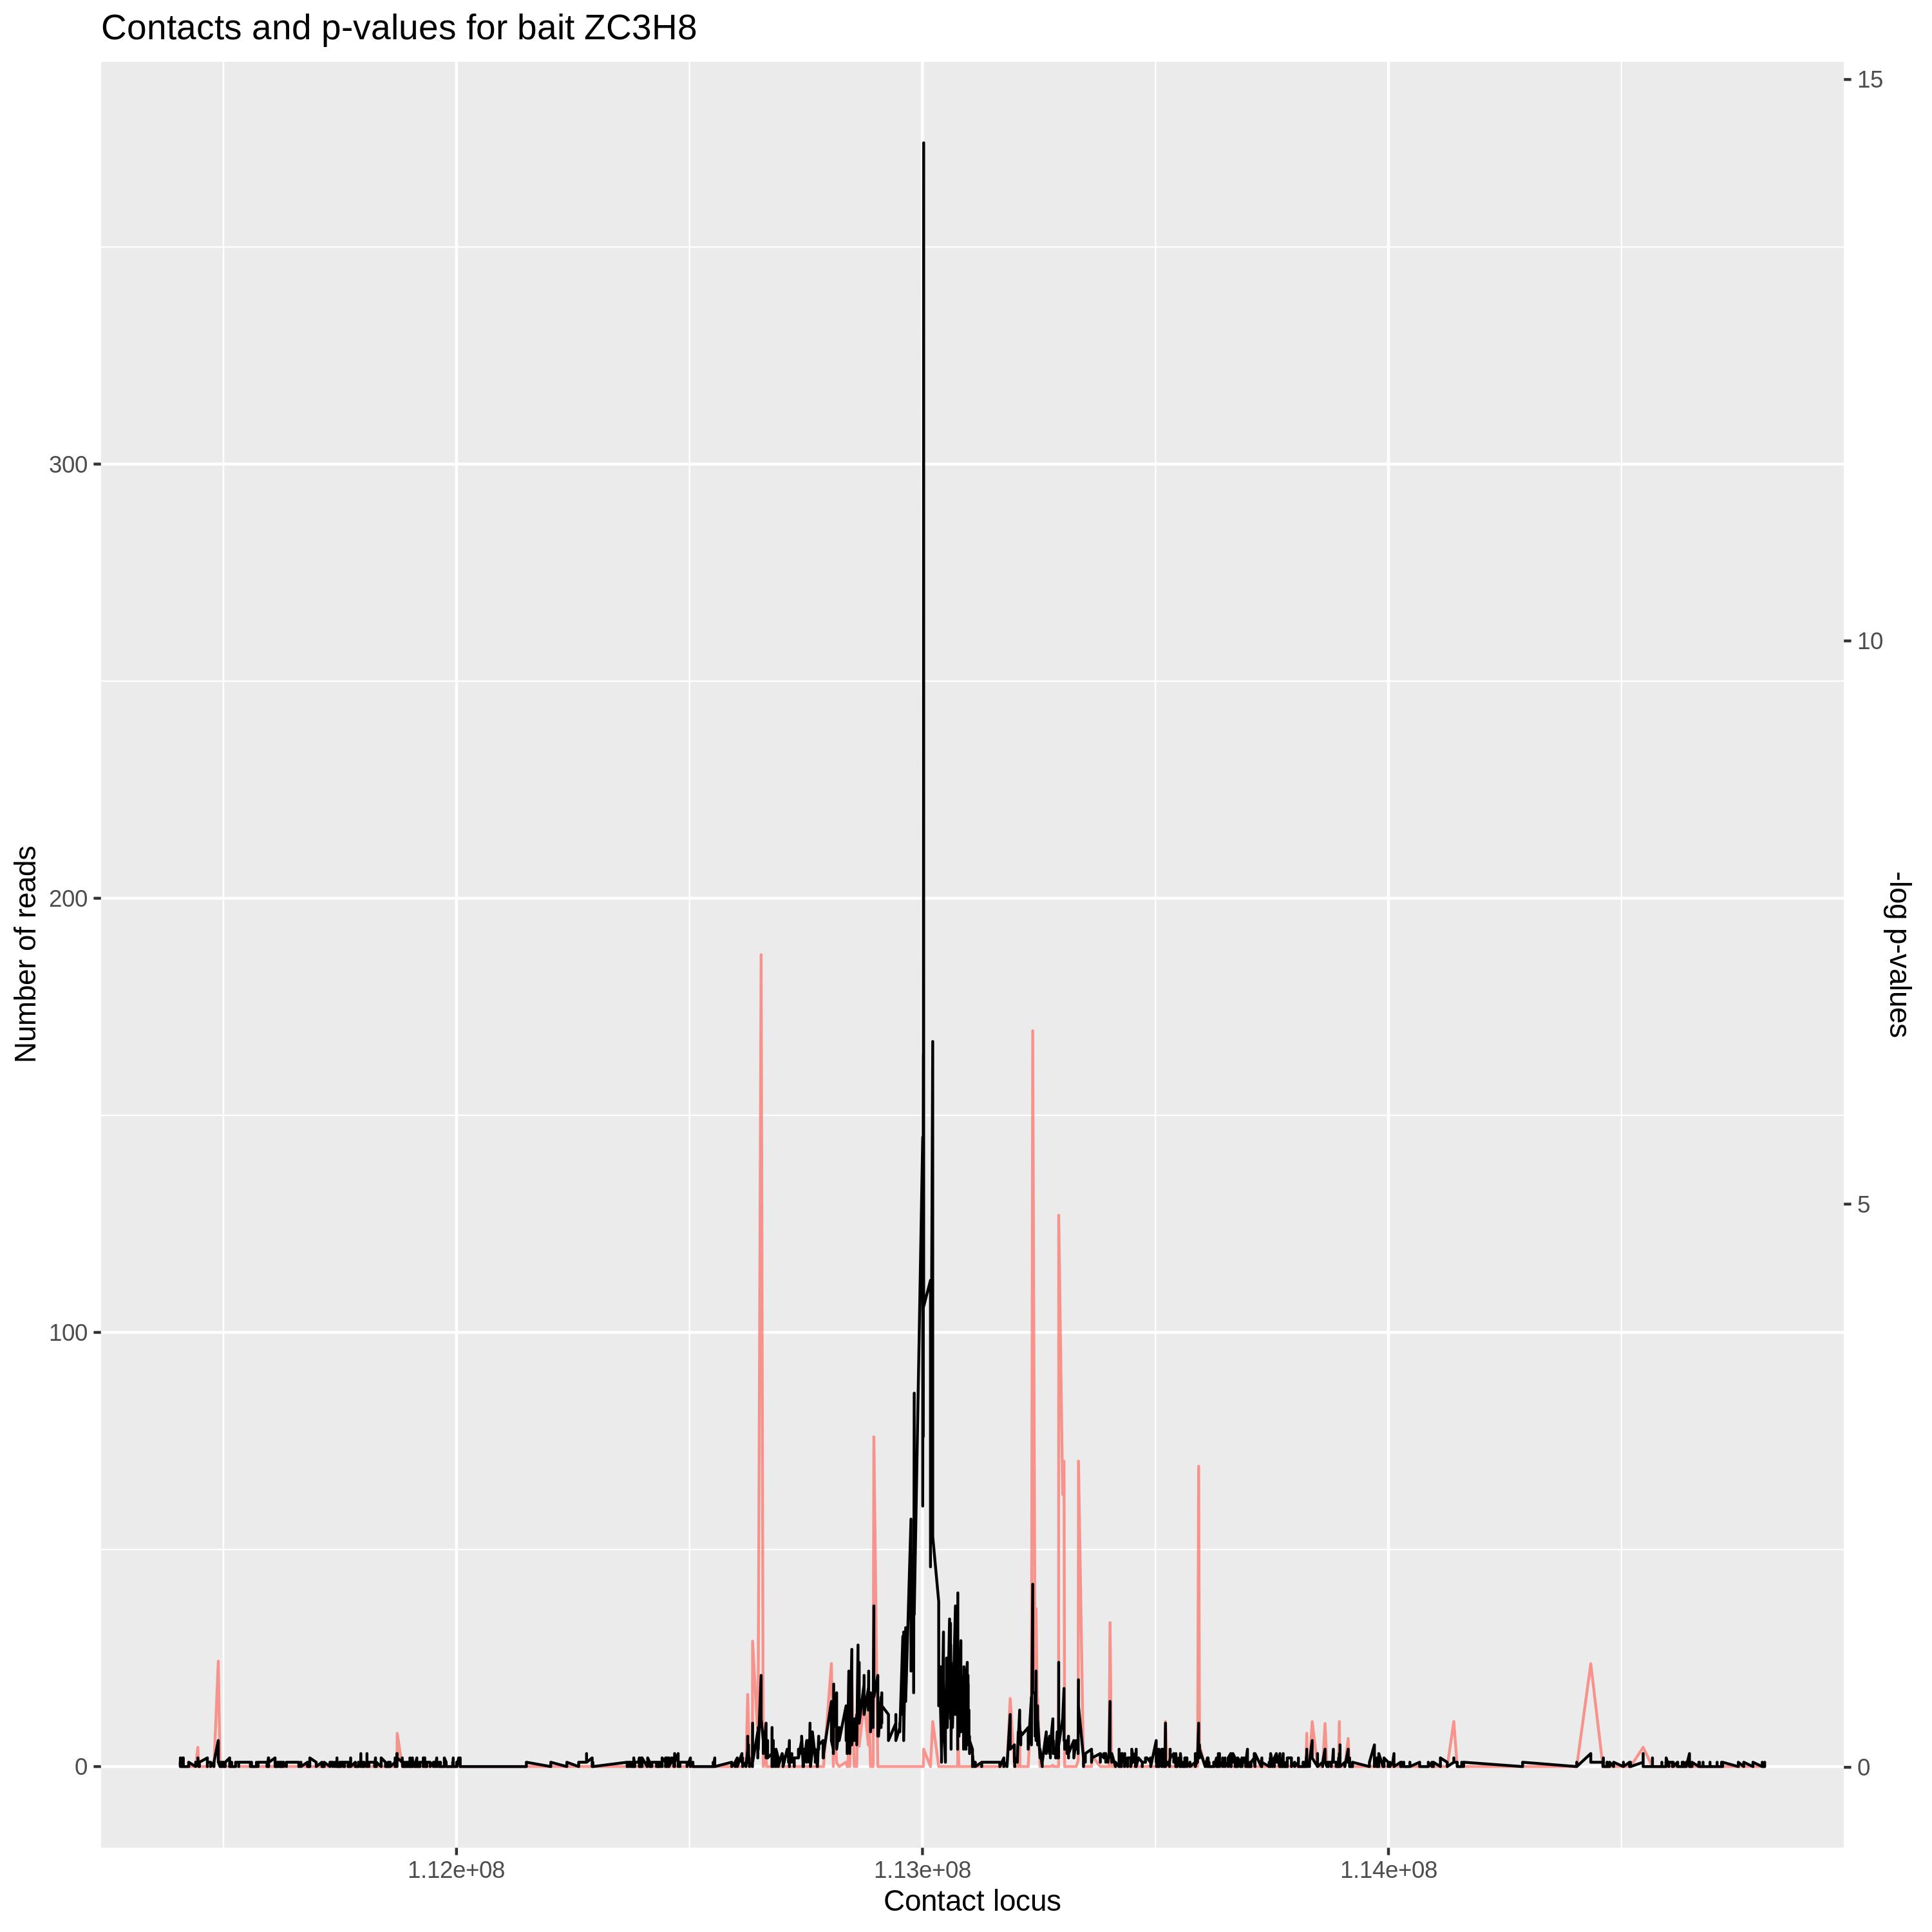 Contacts and p-values for bait ZC3H8
15
300
10
Number of reads
200
-log p-values
5
100
0
0
1.12e+08
1.13e+08
1.14e+08
Contact locus